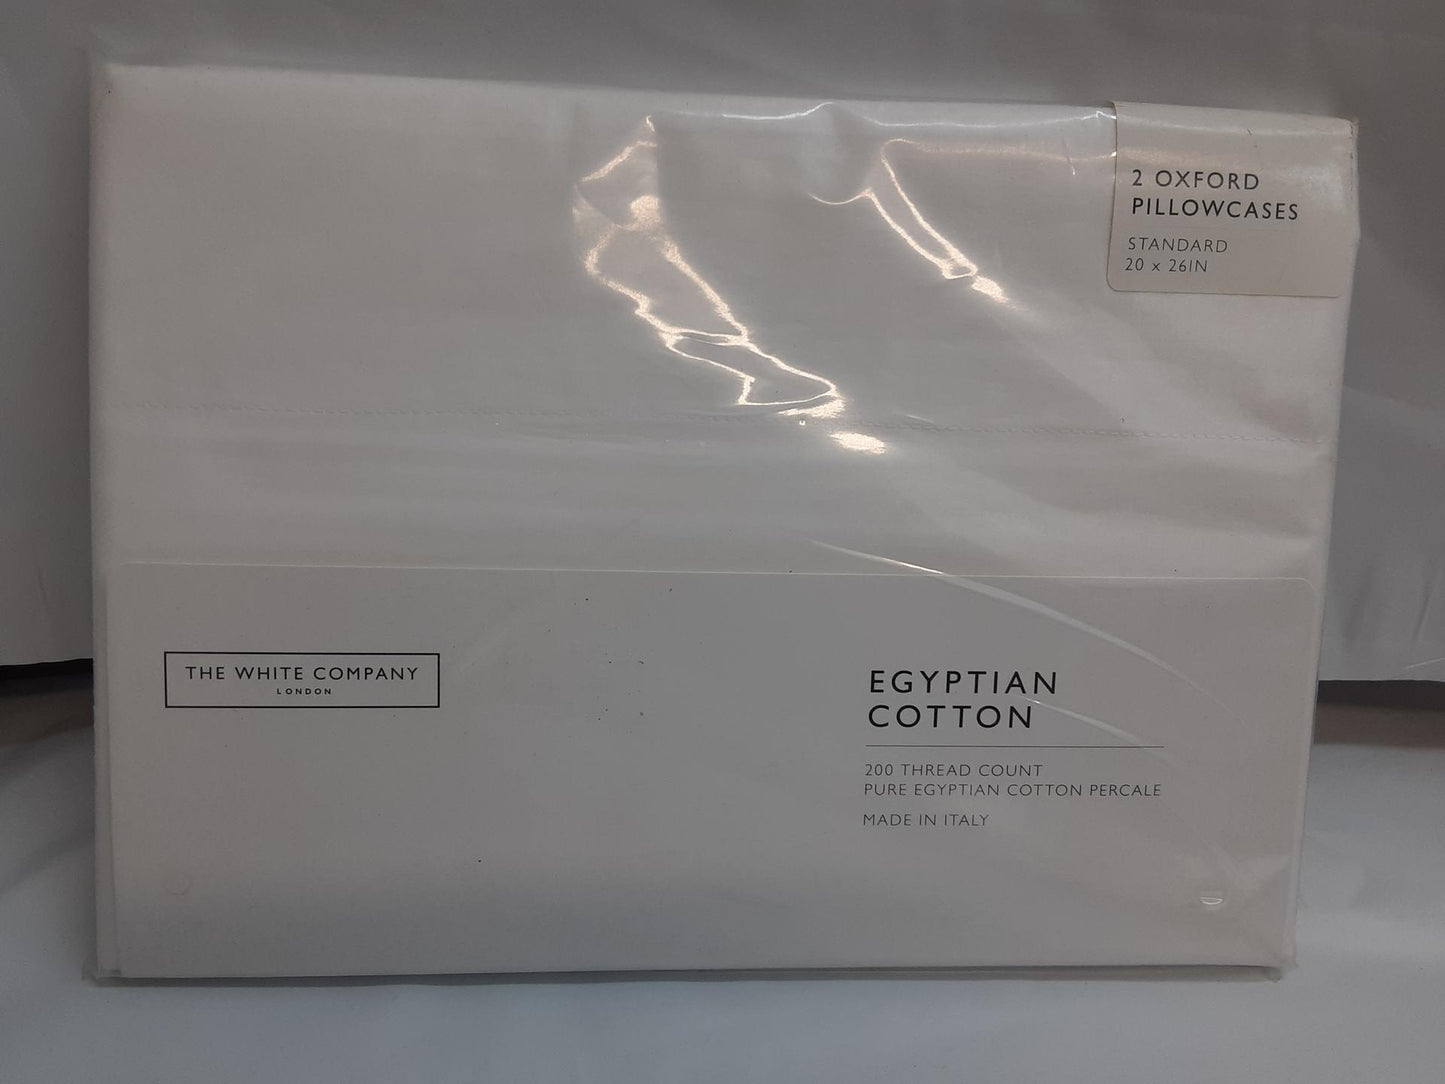 2 OXFORD
PILLOWCASES
STANDARD
20 x 26IN
THE WHITE COMPANY
LONDON
EGYPTIAN
COTTON
200 THREAD COUNT
PURE EGYPTIAN COTTON PERCALE
MADE IN ITALY